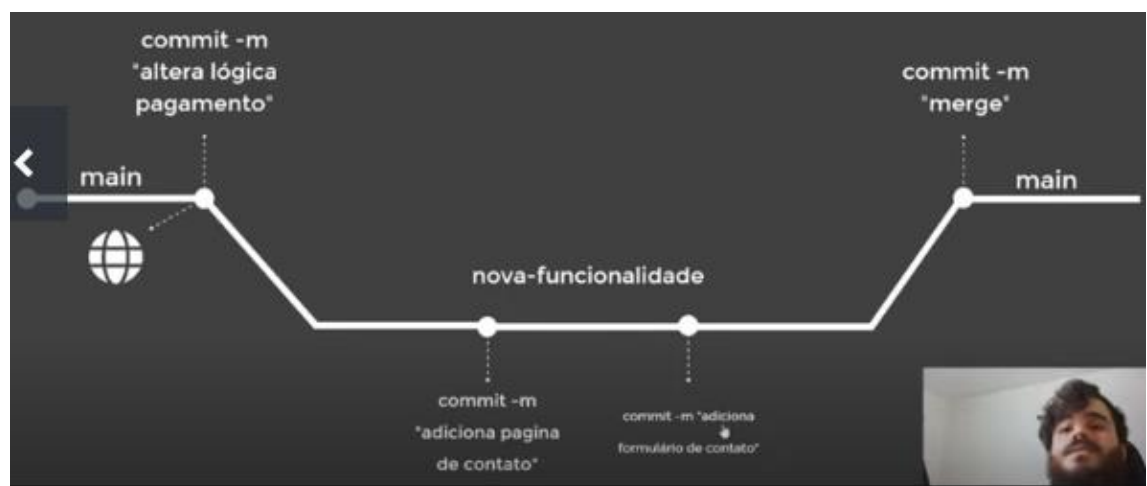 commit -m
"altera lógica
pagamento"
main
commit -m
"merge"
main
nova-funcionalidade
commit -m
"adiciona pagina
de contato"
commit -m "adiciona
formulário de contato"